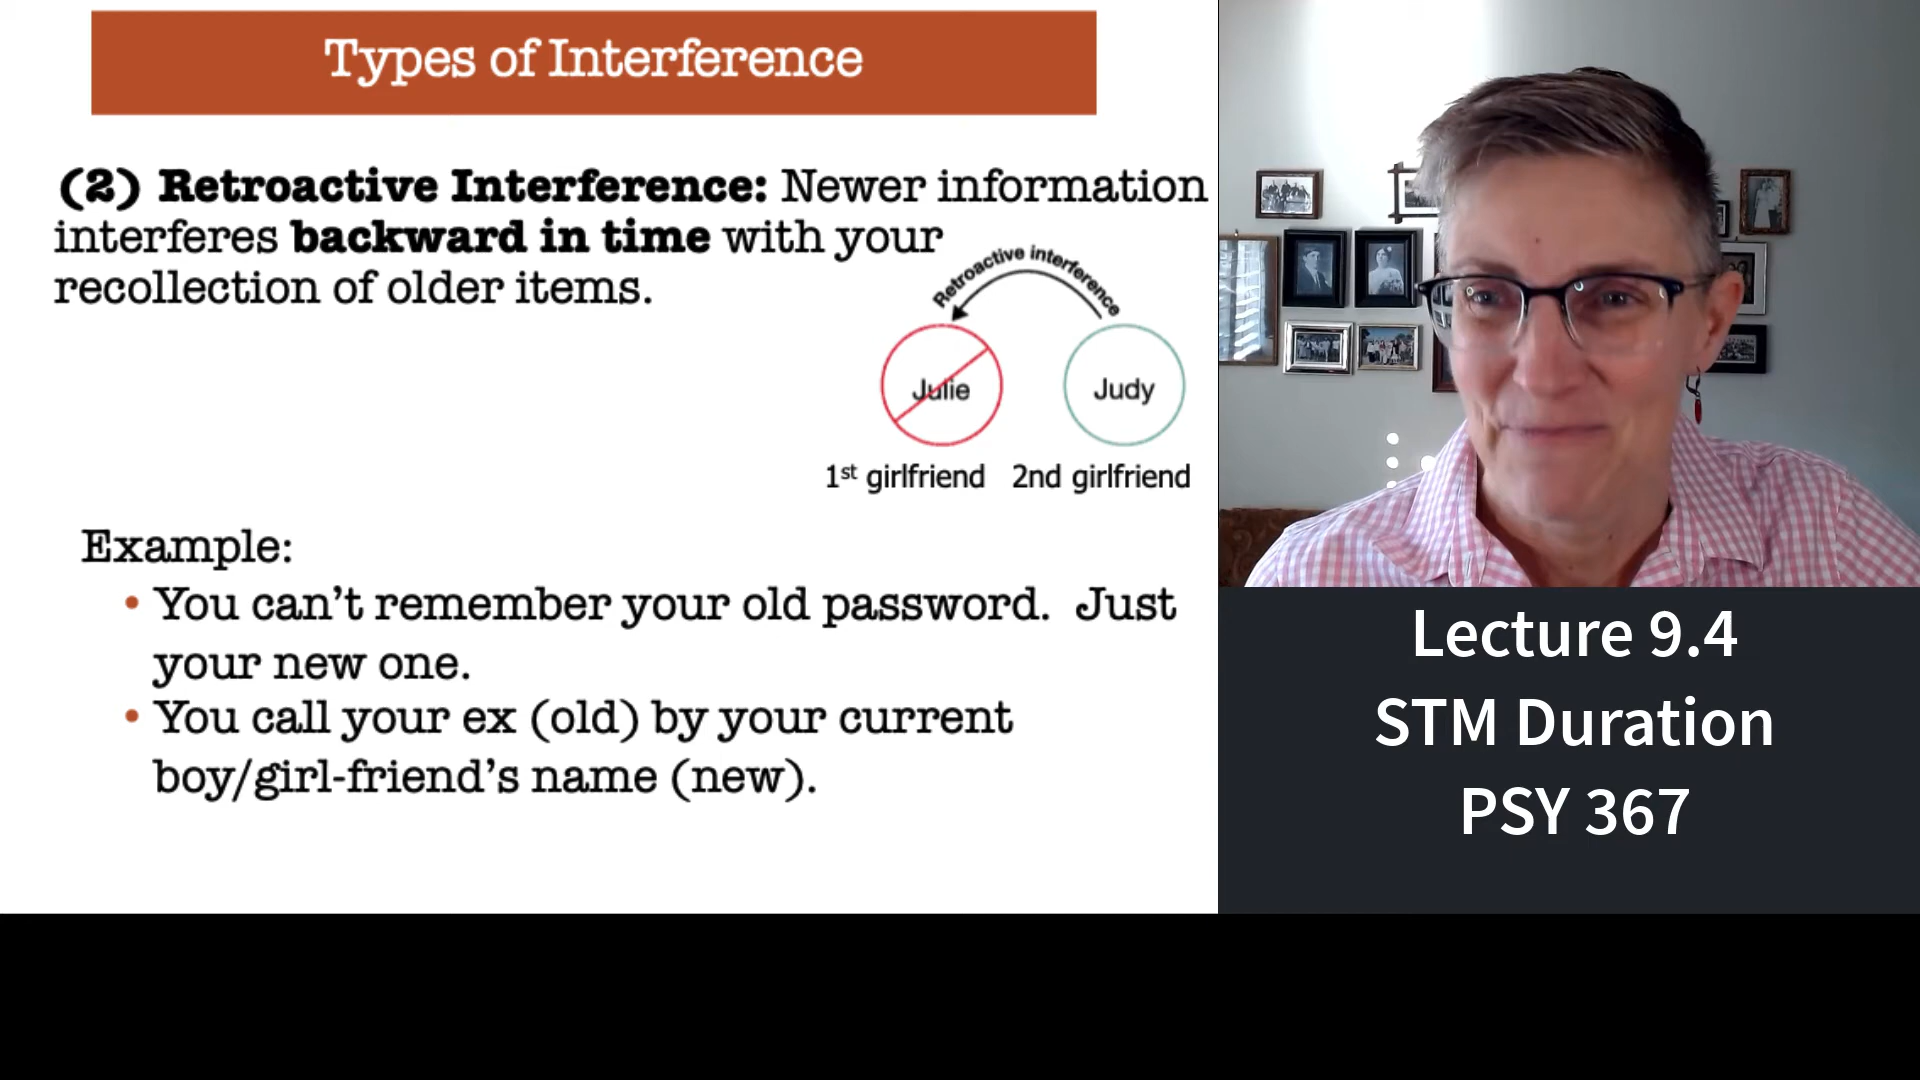 Types of Interference
(2) Retroactive Interference: Newer information
interferes backward in time with your
recollection of older items.
Retroactive interference
Julie
Judy
1st girlfriend
2nd girlfriend
Example:
• You can't remember your old password.  Just
your new one.
• You call your ex (old) by your current
boy/girl-friend's name (new).
Lecture 9.4
STM Duration
PSY 367